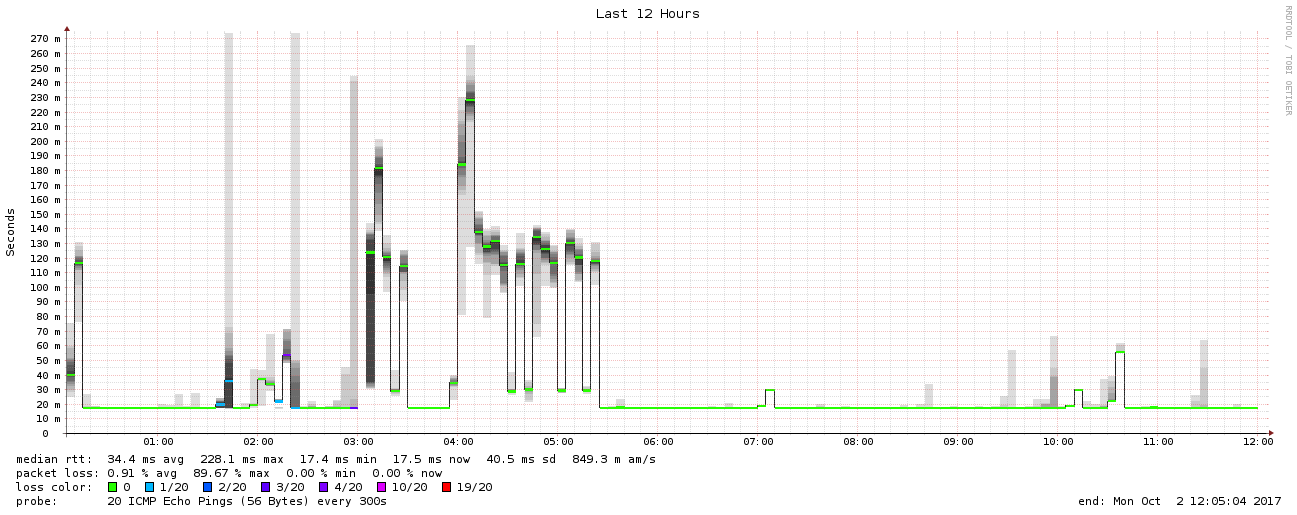 Last 12 Hours
RRDTOOL / TOBI OETIKER
Seconds
270 m
260 m
250 m
240 m
230 m
220 m
210 m
200 m
190 m
180 m
170 m
160 m
150 m
140 m
130 m
120 m
110 m
100 m
90 m
80 m
70 m
60 m
50 m
40 m
30 m
20 m
10 m
0
01:00 02:00 03:00 04:00 05:00 06:00 07:00 08:00 09:00 10:00 11:00 12:00
median rtt: 34.4 ms avg 228.1 ms max 17.4 ms min 17.5 ms now 40.5 ms sd 849.3 m am/s
packet loss: 0.91 % avg 89.67 % max 0.00 % min 0.00 % now
loss color: 0 1/20 2/20 3/20 4/20 10/20 19/20
probe: 20 ICMP Echo Pings (56 Bytes) every 300s end: Mon Oct 2 12:05:04 2017